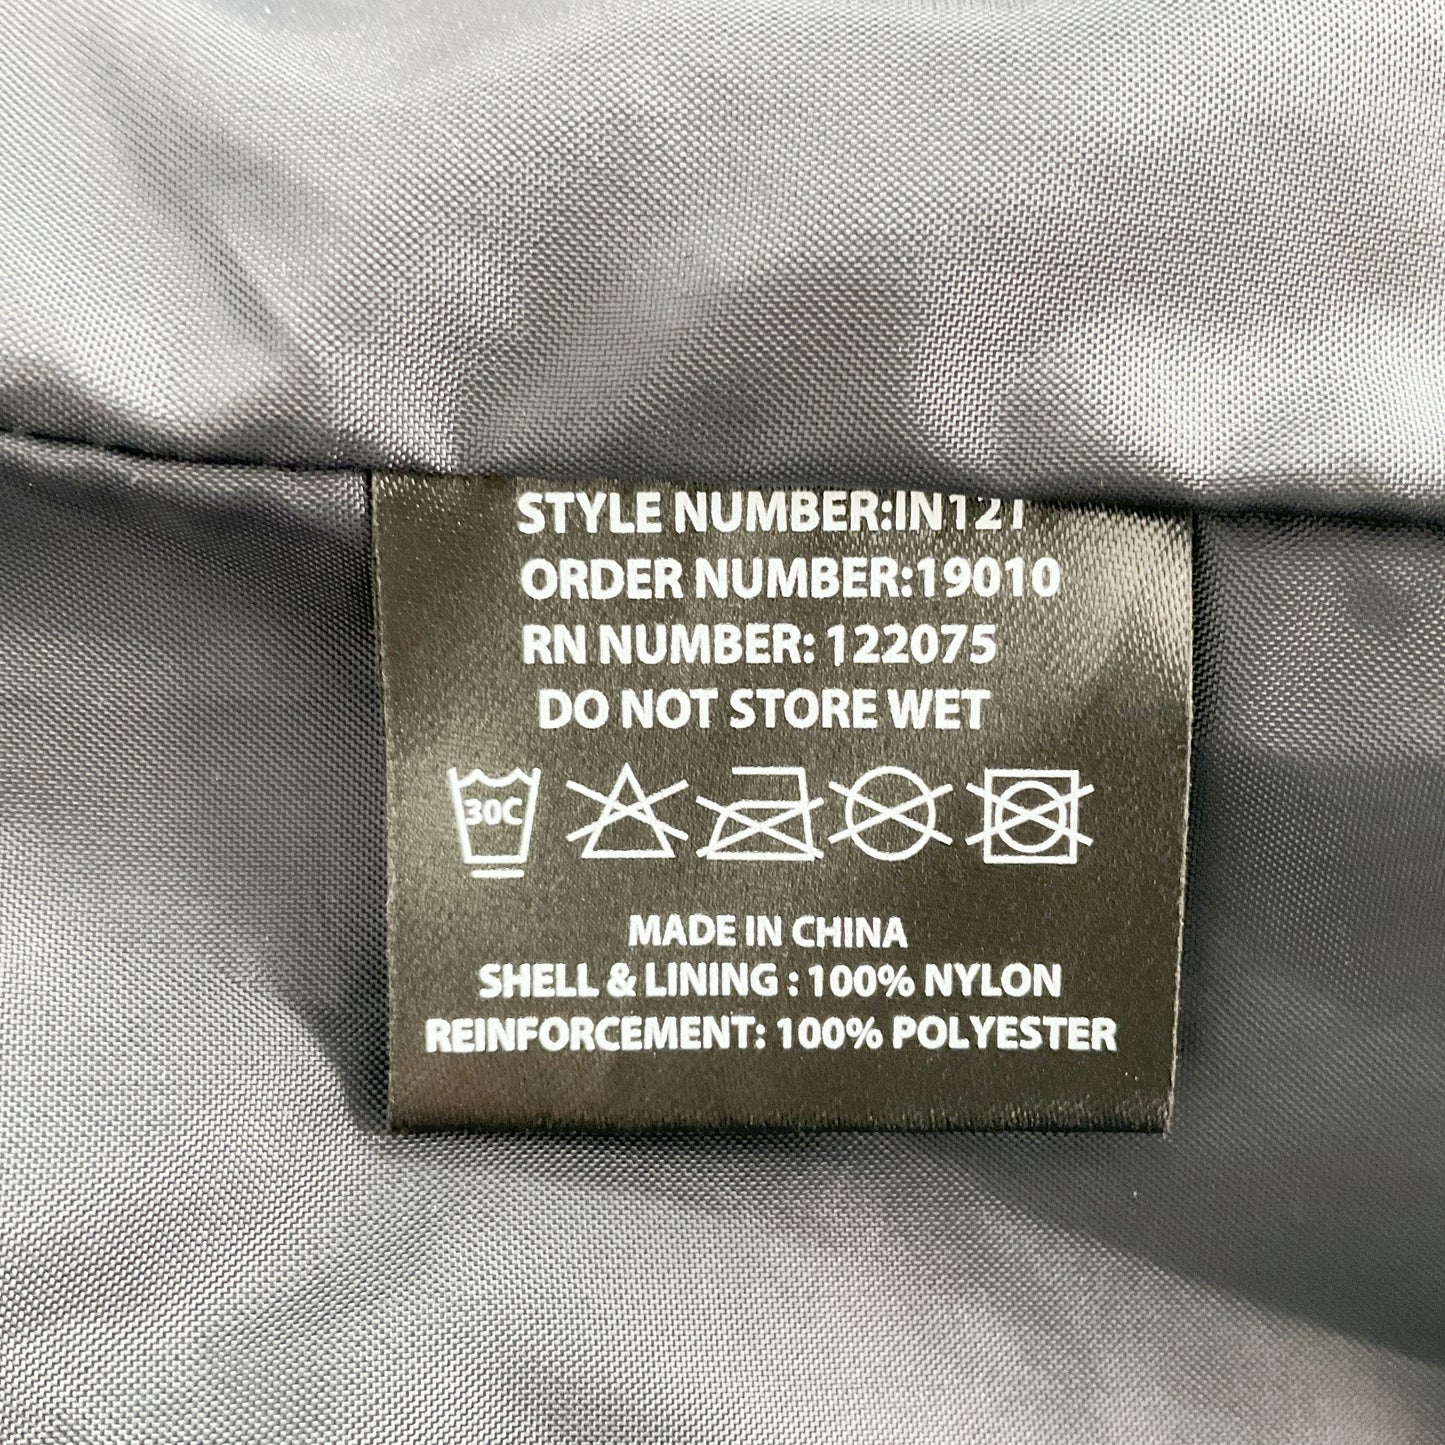 STYLE NUMBER:IN121
ORDER NUMBER:19010
RN NUMBER: 122075
DO NOT STORE WET
30C
MADE IN CHINA
SHELL & LINING : 100% NYLON
REINFORCEMENT: 100% POLYESTER